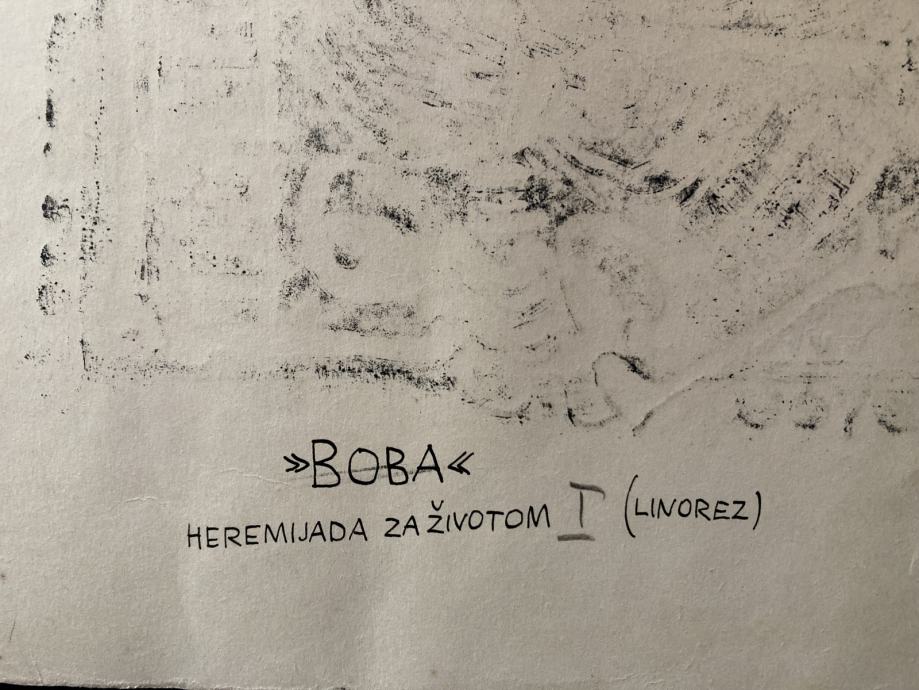 »BOBA«
HEREMIJADA ZA ŽIVOTOM I (LINOREZ)